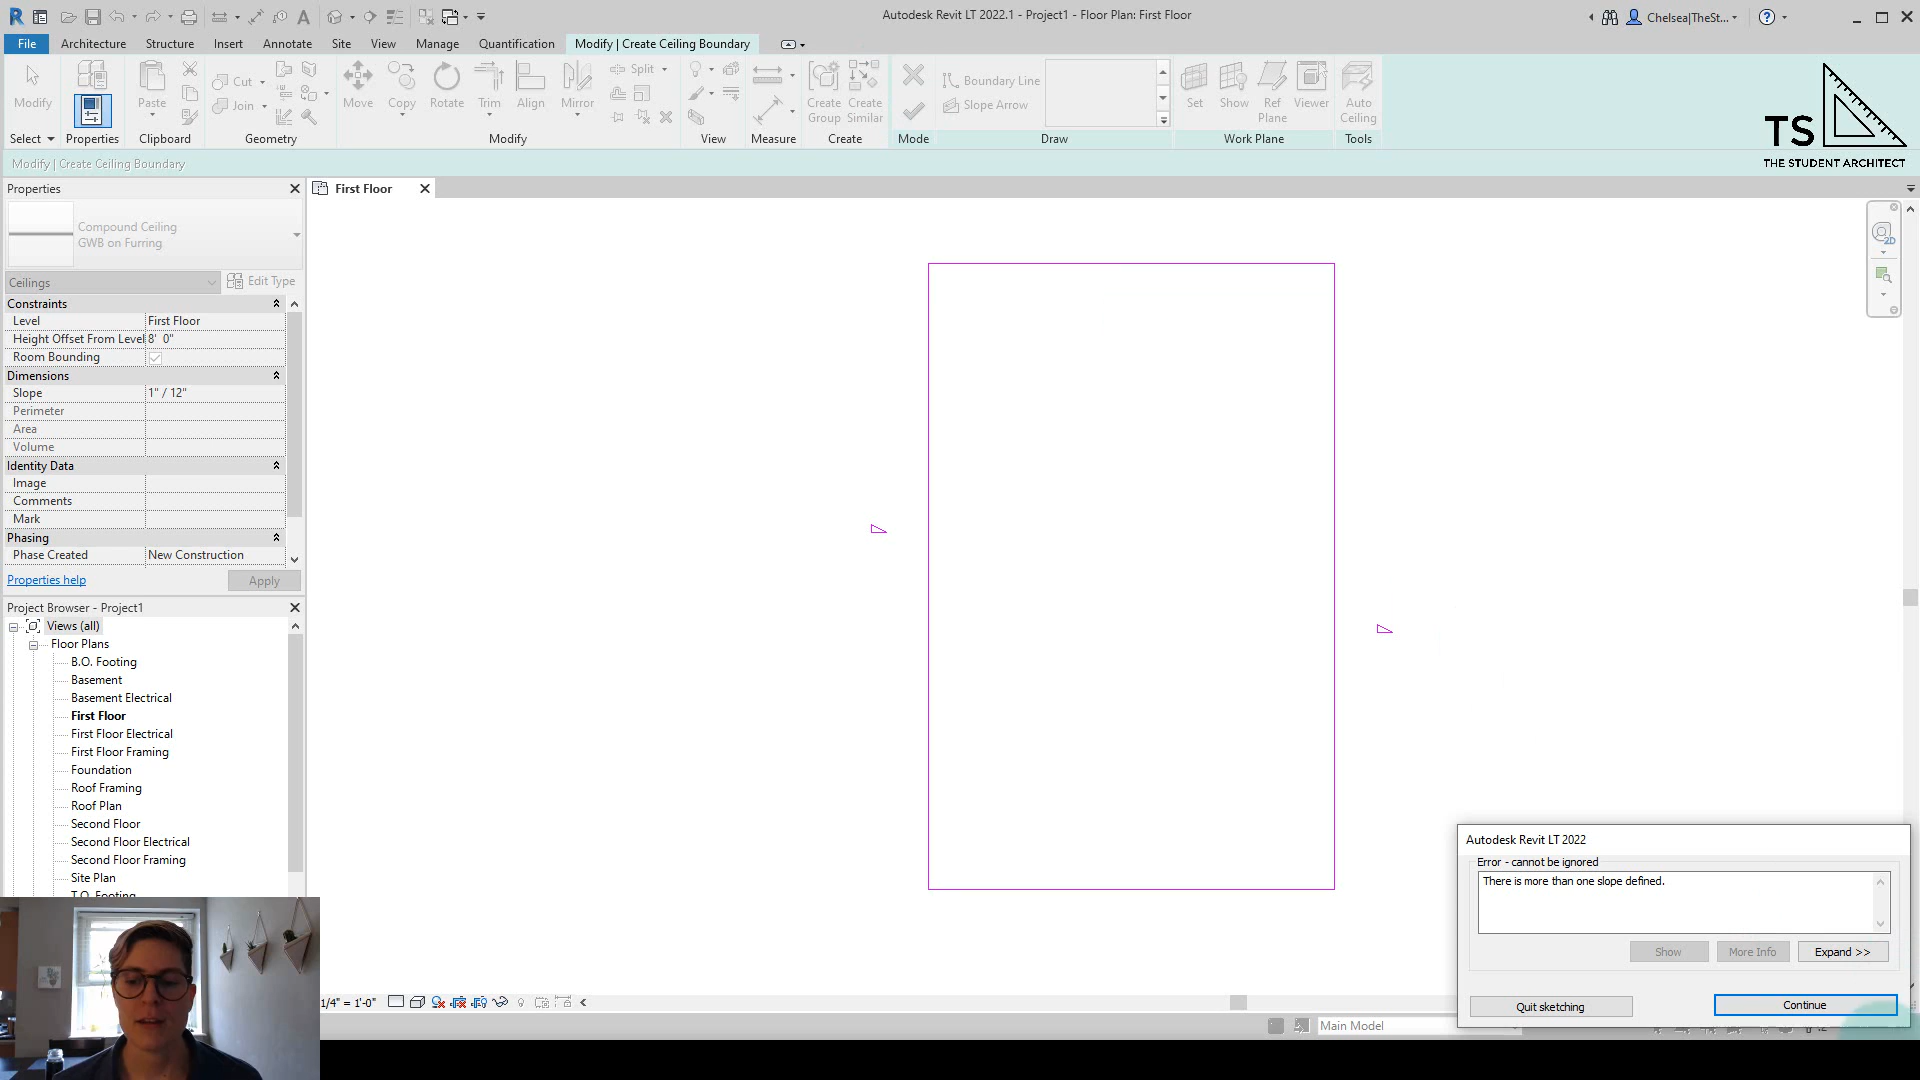 Autodesk Revit LT 2022.1 - Project1 - Floor Plan: First Floor
Chelsea|TheSt...
File Architecture Structure Insert Annotate Site View Manage Quantification Modify | Create Ceiling Boundary
Modify
Properties
Paste
Cut
Join
Move
Copy
Rotate
Trim
Align
Mirror
Split
Create Group
Create Similar
Boundary Line
Slope Arrow
Set
Show
Ref Plane
Viewer
Auto Ceiling
Select Properties Clipboard Geometry Modify View Measure Create Mode Draw Work Plane Tools
TS
THE STUDENT ARCHITECT
Modify | Create Ceiling Boundary
Properties
First Floor
Compound Ceiling
GWB on Furring
Ceilings
Edit Type
Constraints
Level First Floor
Height Offset From Level 8' 0"
Room Bounding
Dimensions
Slope 1" / 12"
Perimeter
Area
Volume
Identity Data
Image
Comments
Mark
Phasing
Phase Created New Construction
Properties help
Apply
Project Browser - Project1
Views (all)
Floor Plans
B.O. Footing
Basement
Basement Electrical
First Floor
First Floor Electrical
First Floor Framing
Foundation
Roof Framing
Roof Plan
Second Floor
Second Floor Electrical
Second Floor Framing
Site Plan
T.O. Footing
2D
1/4" = 1'-0"
Main Model
Autodesk Revit LT 2022
Error - cannot be ignored
There is more than one slope defined.
Show
More Info
Expand >>
Quit sketching
Continue